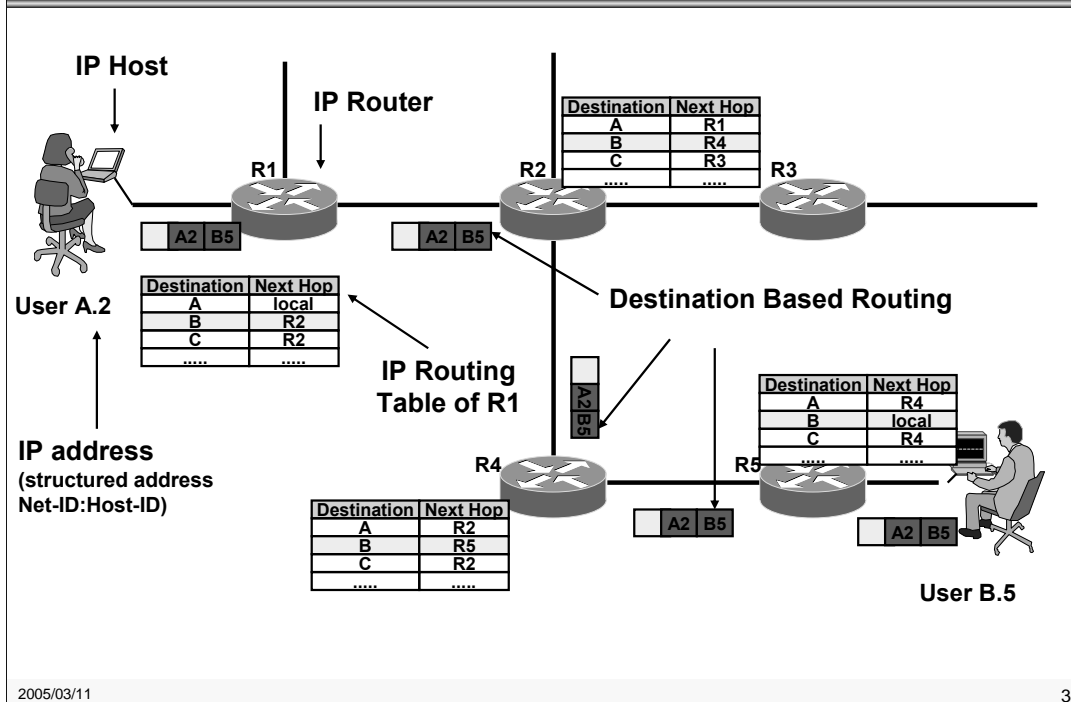 IP Host
IP Router
R1
R2
R3
Destination Next Hop
A R1
B R4
C R3
..... .....
A2 B5
A2 B5
User A.2
Destination Next Hop
A local
B R2
C R2
..... .....
Destination Based Routing
IP Routing
Table of R1
A2 B5
IP address
(structured address
Net-ID:Host-ID)
R4
R5
Destination Next Hop
A R4
B local
C R4
..... .....
Destination Next Hop
A R2
B R5
C R2
..... .....
A2 B5
A2 B5
User B.5
2005/03/11
3